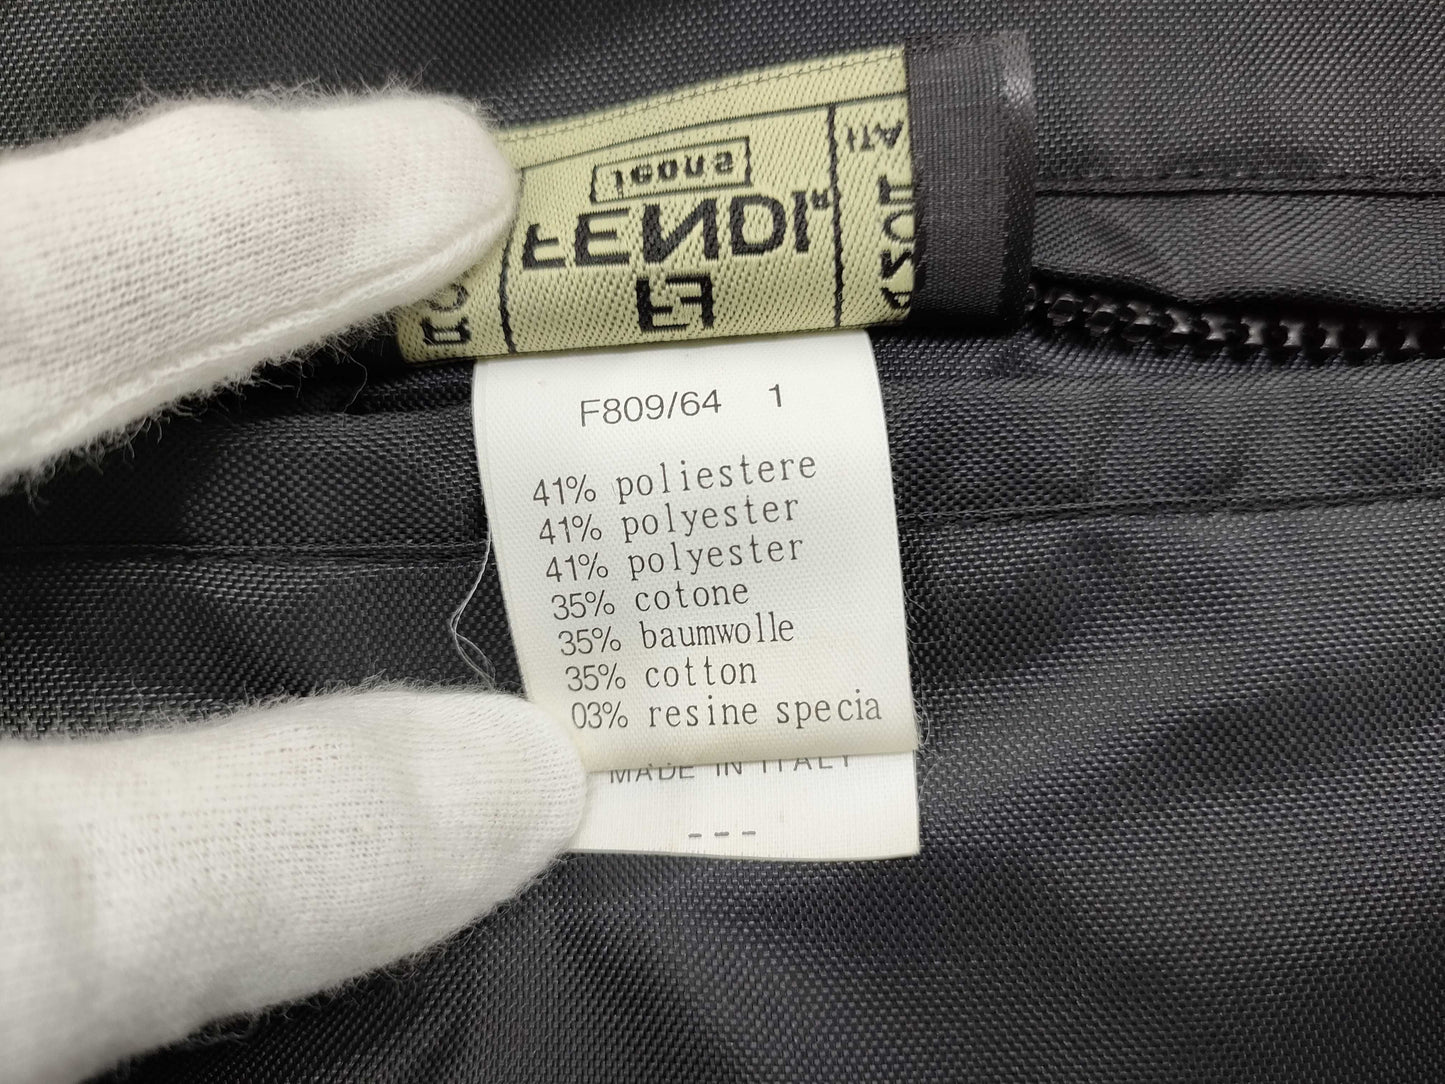 jeans
FENDI®
FF
F809/64 1
41% poliestere
41% polyester
41% polyester
35% cotone
35% baumwolle
35% cotton
03% resine specia
MADE IN ITALY
---